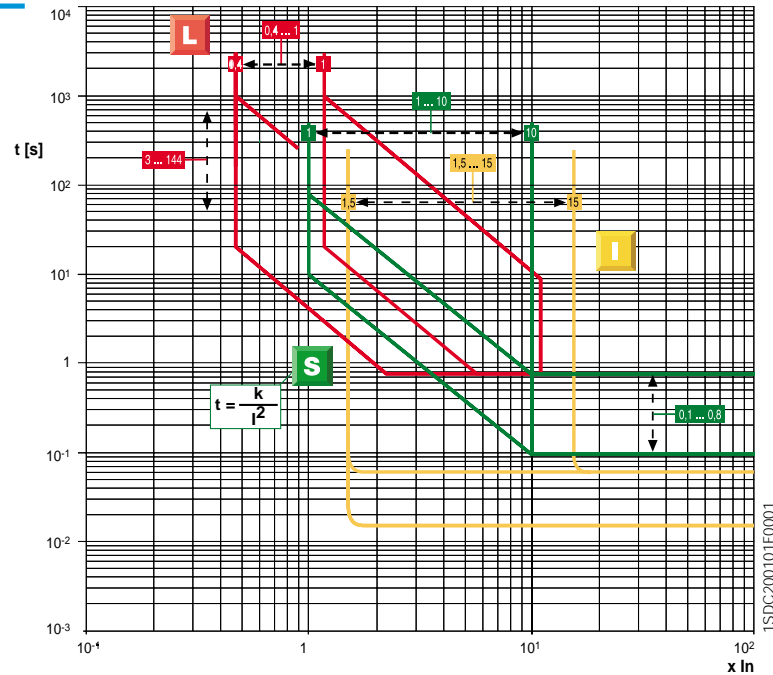 10⁴
L
0,4 ... 1
0,4
1
10³
1 ... 10
1
10
t [s]
3 ... 144
1,5 ... 15
10²
1,5
15
I
10¹
1
S
t = k / I²
0,1 ... 0,8
10-¹
10-²
10-³
10-¹
1
10¹
10²
x In
1SDC200101F0001